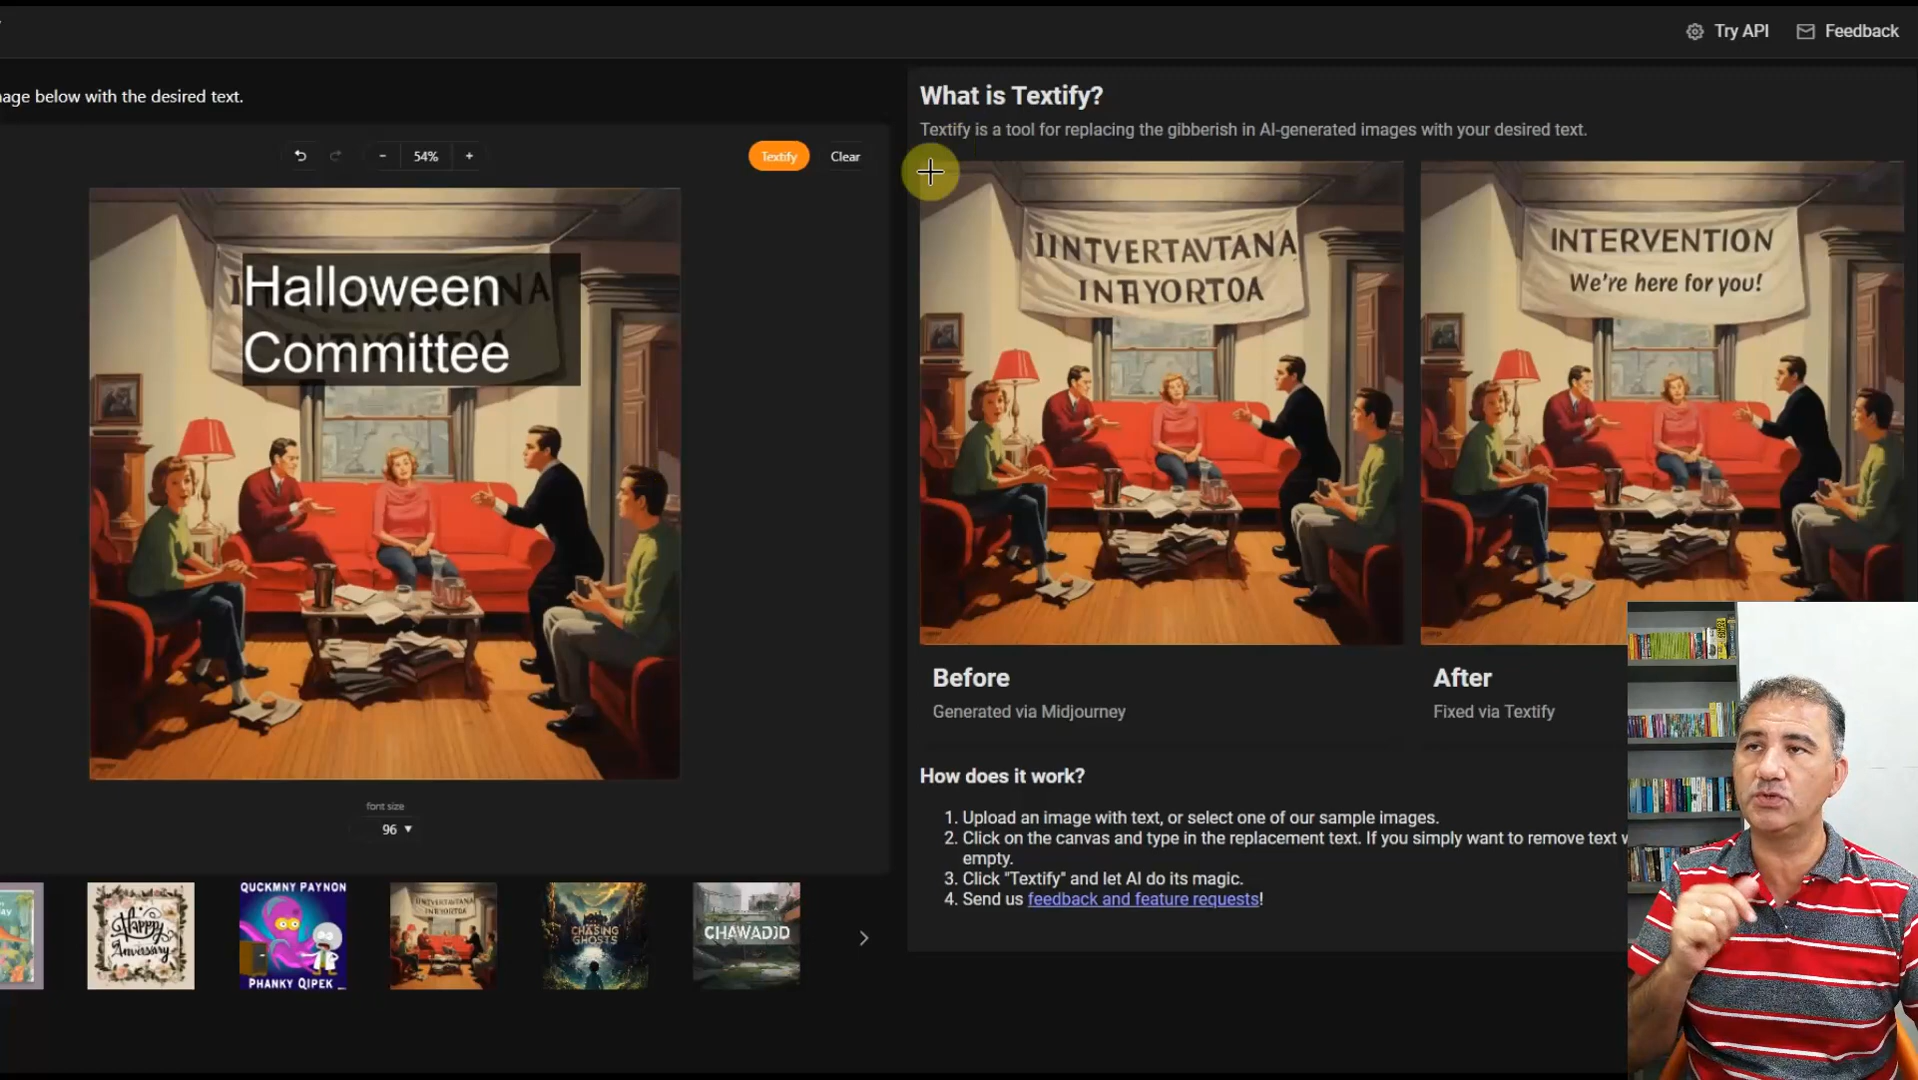 Try API
Feedback
age below with the desired text.
54%
Textify
Clear
Halloween
Committee
font size
96
Happpy
Anvissary
QUCKMNY PAYNON
PHANKY QIPEK
IINTVERTAVTANA
CHASING
GHOSTS
CHAWADJD
What is Textify?
Textify is a tool for replacing the gibberish in AI-generated images with your desired text.
IINTVERTAVTANA
INTIYORTOA
INTERVENTION
We're here for you!
Before
Generated via Midjourney
After
Fixed via Textify
How does it work?
1. Upload an image with text, or select one of our sample images.
2. Click on the canvas and type in the replacement text. If you simply want to remove text
empty.
3. Click "Textify" and let AI do its magic.
4. Send us feedback and feature requests!